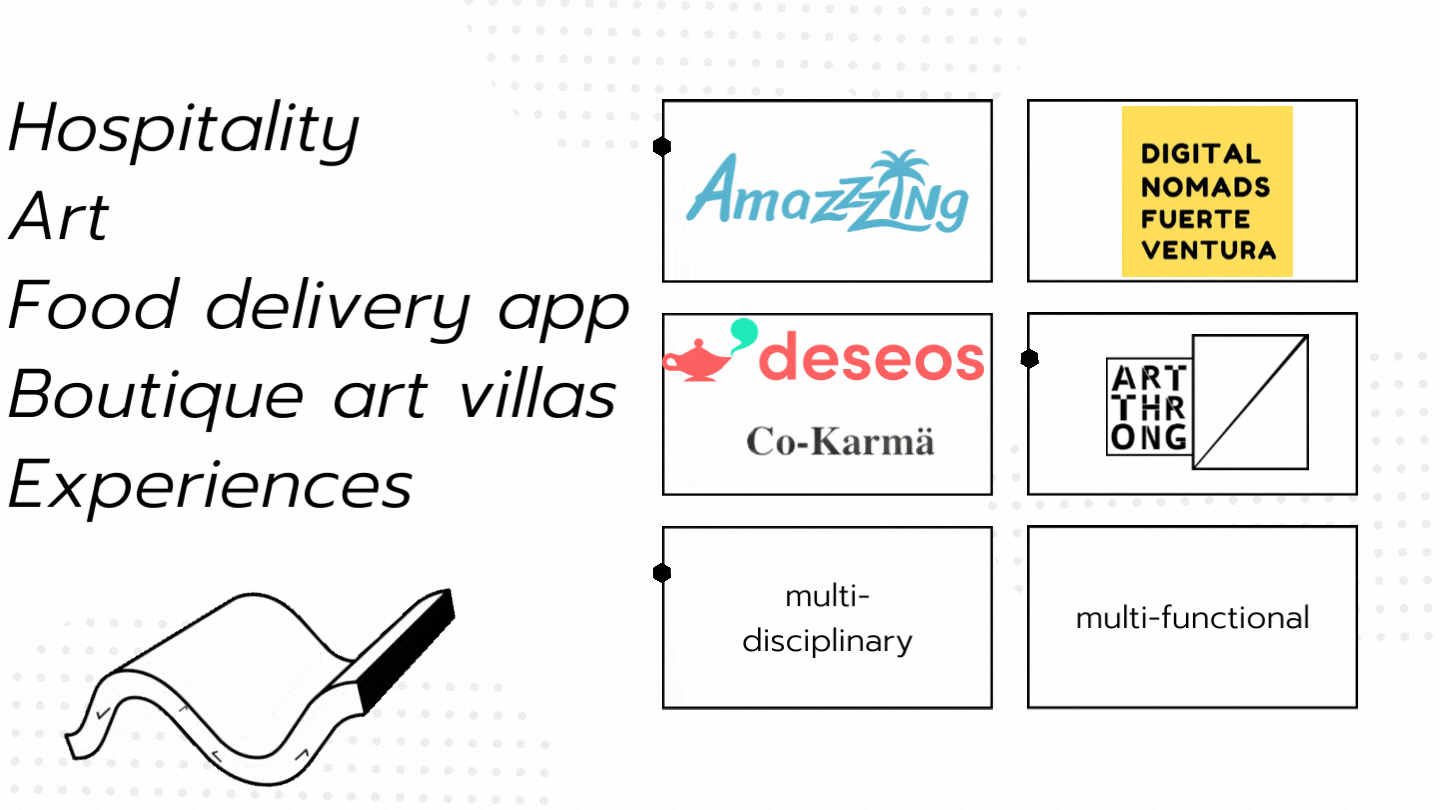 Hospitality
Art
Food delivery app
Boutique art villas
Experiences
Amazzzing
DIGITAL
NOMADS
FUERTE
VENTURA
deseos
Co-Karmä
ART
THR
ONG
multi-
disciplinary
multi-functional